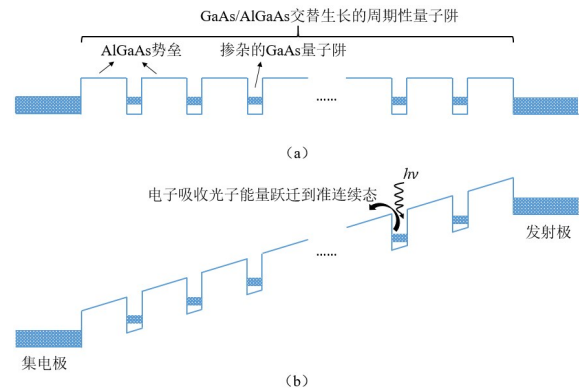 GaAs/AlGaAs交替生长的周期性量子阱
AlGaAs势垒
掺杂的GaAs量子阱
......
（a）
hν
电子吸收光子能量跃迁到准连续态
发射极
......
集电极
（b）